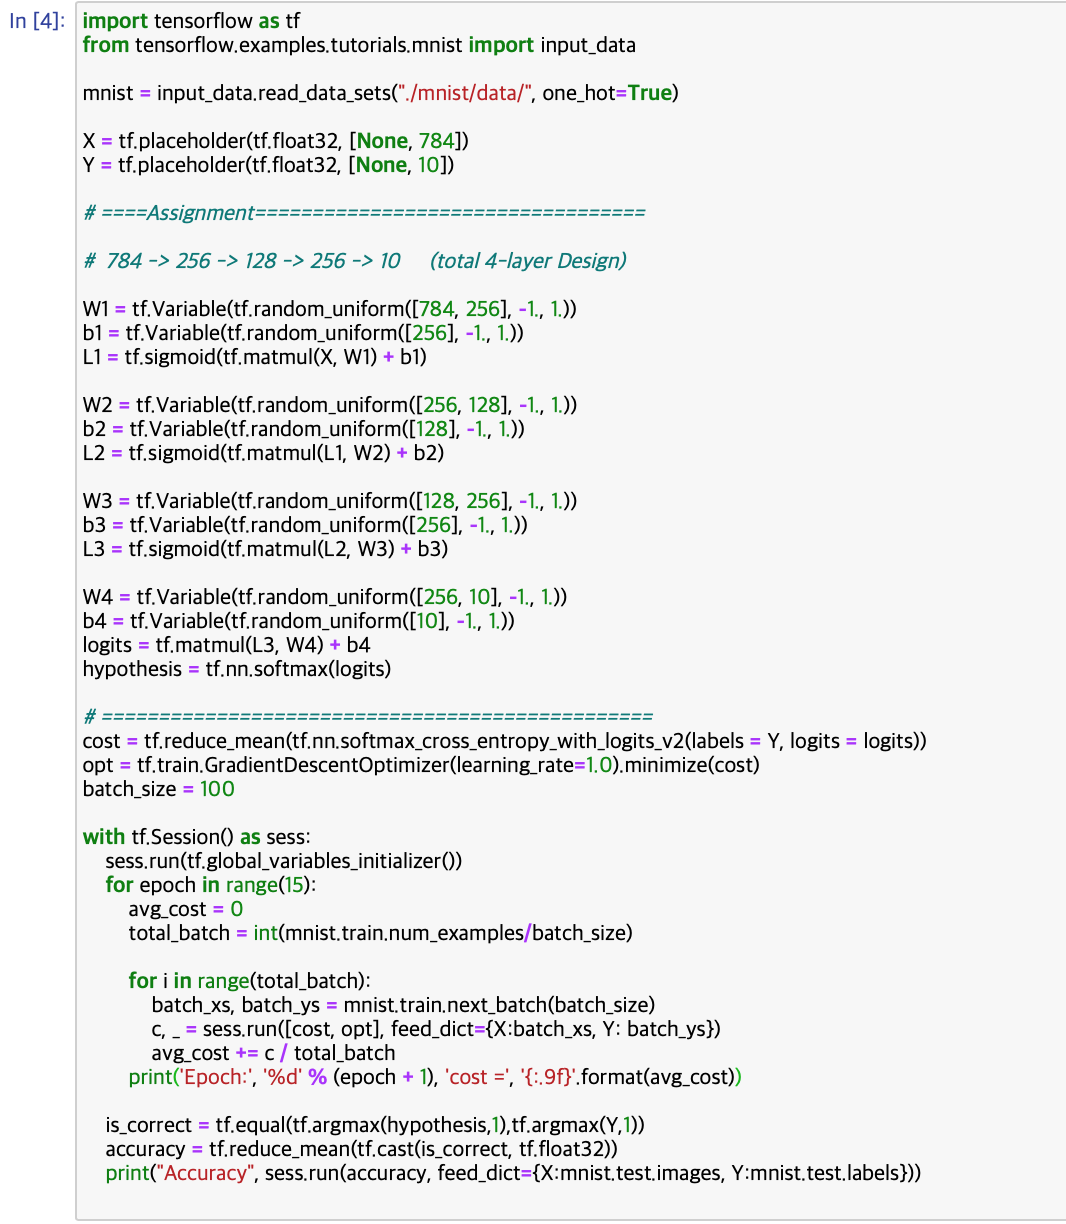 In [4]:
import tensorflow as tf
from tensorflow.examples.tutorials.mnist import input_data
mnist = input_data.read_data_sets("./mnist/data/", one_hot=True)
X = tf.placeholder(tf.float32, [None, 784])
Y = tf.placeholder(tf.float32, [None, 10])
# ====Assignment==================================
# 784 -> 256 -> 128 -> 256 -> 10 (total 4-layer Design)
W1 = tf.Variable(tf.random_uniform([784, 256], -1., 1.))
b1 = tf.Variable(tf.random_uniform([256], -1., 1.))
L1 = tf.sigmoid(tf.matmul(X, W1) + b1)
W2 = tf.Variable(tf.random_uniform([256, 128], -1., 1.))
b2 = tf.Variable(tf.random_uniform([128], -1., 1.))
L2 = tf.sigmoid(tf.matmul(L1, W2) + b2)
W3 = tf.Variable(tf.random_uniform([128, 256], -1., 1.))
b3 = tf.Variable(tf.random_uniform([256], -1., 1.))
L3 = tf.sigmoid(tf.matmul(L2, W3) + b3)
W4 = tf.Variable(tf.random_uniform([256, 10], -1., 1.))
b4 = tf.Variable(tf.random_uniform([10], -1., 1.))
logits = tf.matmul(L3, W4) + b4
hypothesis = tf.nn.softmax(logits)
# ================================================
cost = tf.reduce_mean(tf.nn.softmax_cross_entropy_with_logits_v2(labels = Y, logits = logits))
opt = tf.train.GradientDescentOptimizer(learning_rate=1.0).minimize(cost)
batch_size = 100
with tf.Session() as sess:
    sess.run(tf.global_variables_initializer())
    for epoch in range(15):
        avg_cost = 0
        total_batch = int(mnist.train.num_examples/batch_size)
        for i in range(total_batch):
            batch_xs, batch_ys = mnist.train.next_batch(batch_size)
            c, _ = sess.run([cost, opt], feed_dict={X:batch_xs, Y: batch_ys})
            avg_cost += c / total_batch
        print('Epoch:', '%d' % (epoch + 1), 'cost =', '{:.9f}'.format(avg_cost))
    is_correct = tf.equal(tf.argmax(hypothesis,1),tf.argmax(Y,1))
    accuracy = tf.reduce_mean(tf.cast(is_correct, tf.float32))
    print("Accuracy", sess.run(accuracy, feed_dict={X:mnist.test.images, Y:mnist.test.labels}))